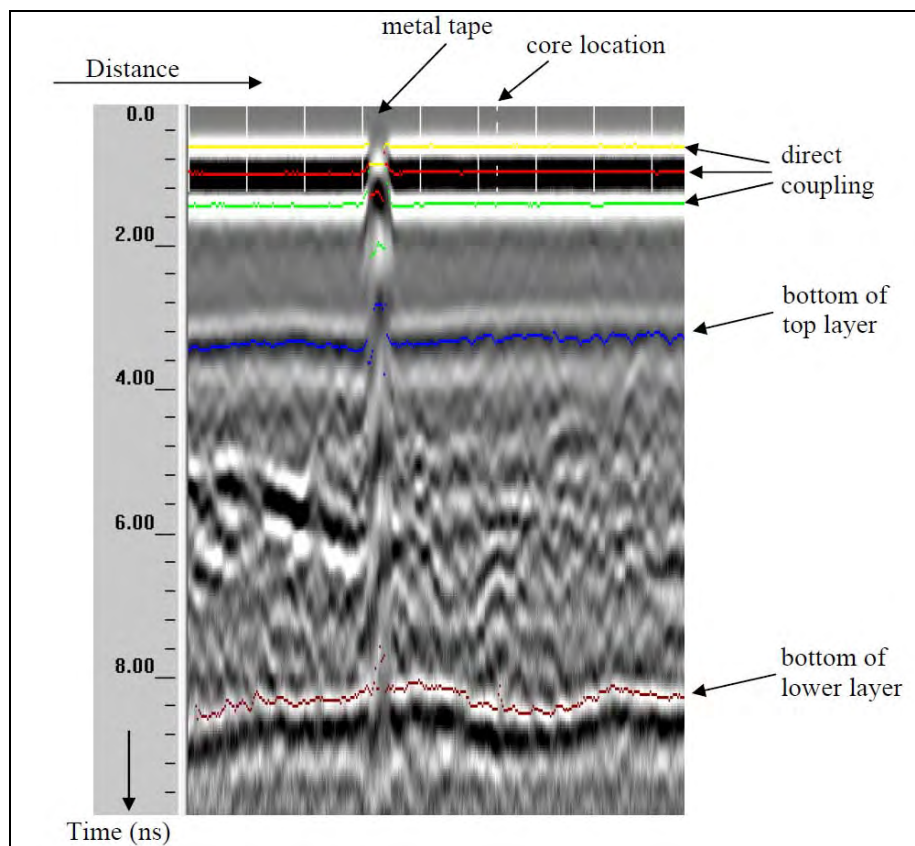 metal tape
core location
Distance
0.0
direct
coupling
2.00
bottom of
top layer
4.00
6.00
8.00
bottom of
lower layer
Time (ns)